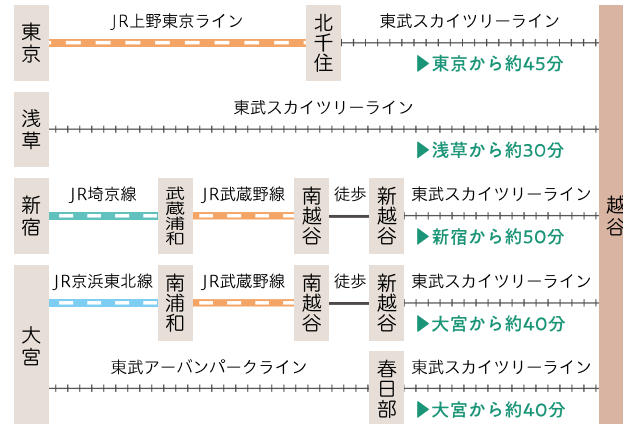 東京
JR上野東京ライン
北千住
東武スカイツリーライン
▶東京から約45分
浅草
東武スカイツリーライン
▶浅草から約30分
新宿
JR埼京線
武蔵浦和
JR武蔵野線
南越谷
徒歩
新越谷
東武スカイツリーライン
▶新宿から約50分
大宮
JR京浜東北線
南浦和
JR武蔵野線
南越谷
徒歩
新越谷
東武スカイツリーライン
▶大宮から約40分
東武アーバンパークライン
春日部
東武スカイツリーライン
▶大宮から約40分
越谷